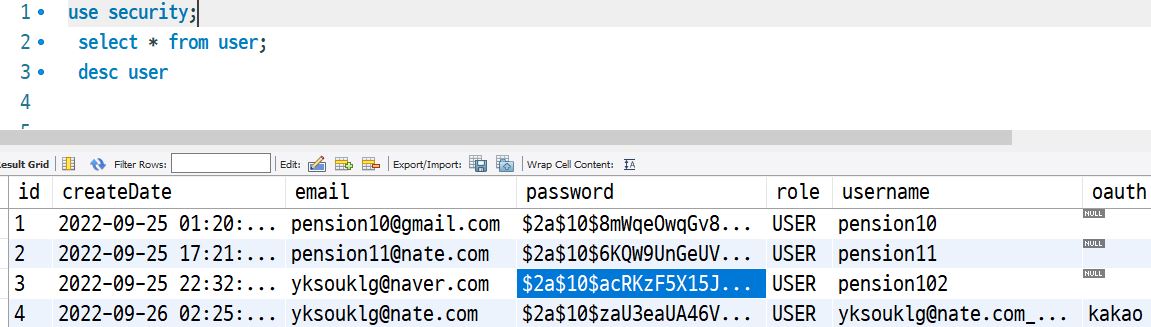 1 use security;
2 select * from user;
3 desc user
4
esult Grid Filter Rows: Edit: Export/Import: Wrap Cell Content:
id createDate email password role username oauth
1 2022-09-25 01:20:... pension10@gmail.com $2a$10$8mWqeOwqGv8... USER pension10 NULL
2 2022-09-25 17:21:... pension11@nate.com $2a$10$6KQW9UnGeUV... USER pension11 NULL
3 2022-09-25 22:32:... yksouklg@naver.com $2a$10$acRKzF5X15J... USER pension102 NULL
4 2022-09-26 02:25:... yksouklg@nate.com $2a$10$zaU3eaUA46V... USER yksouklg@nate.com_... kakao